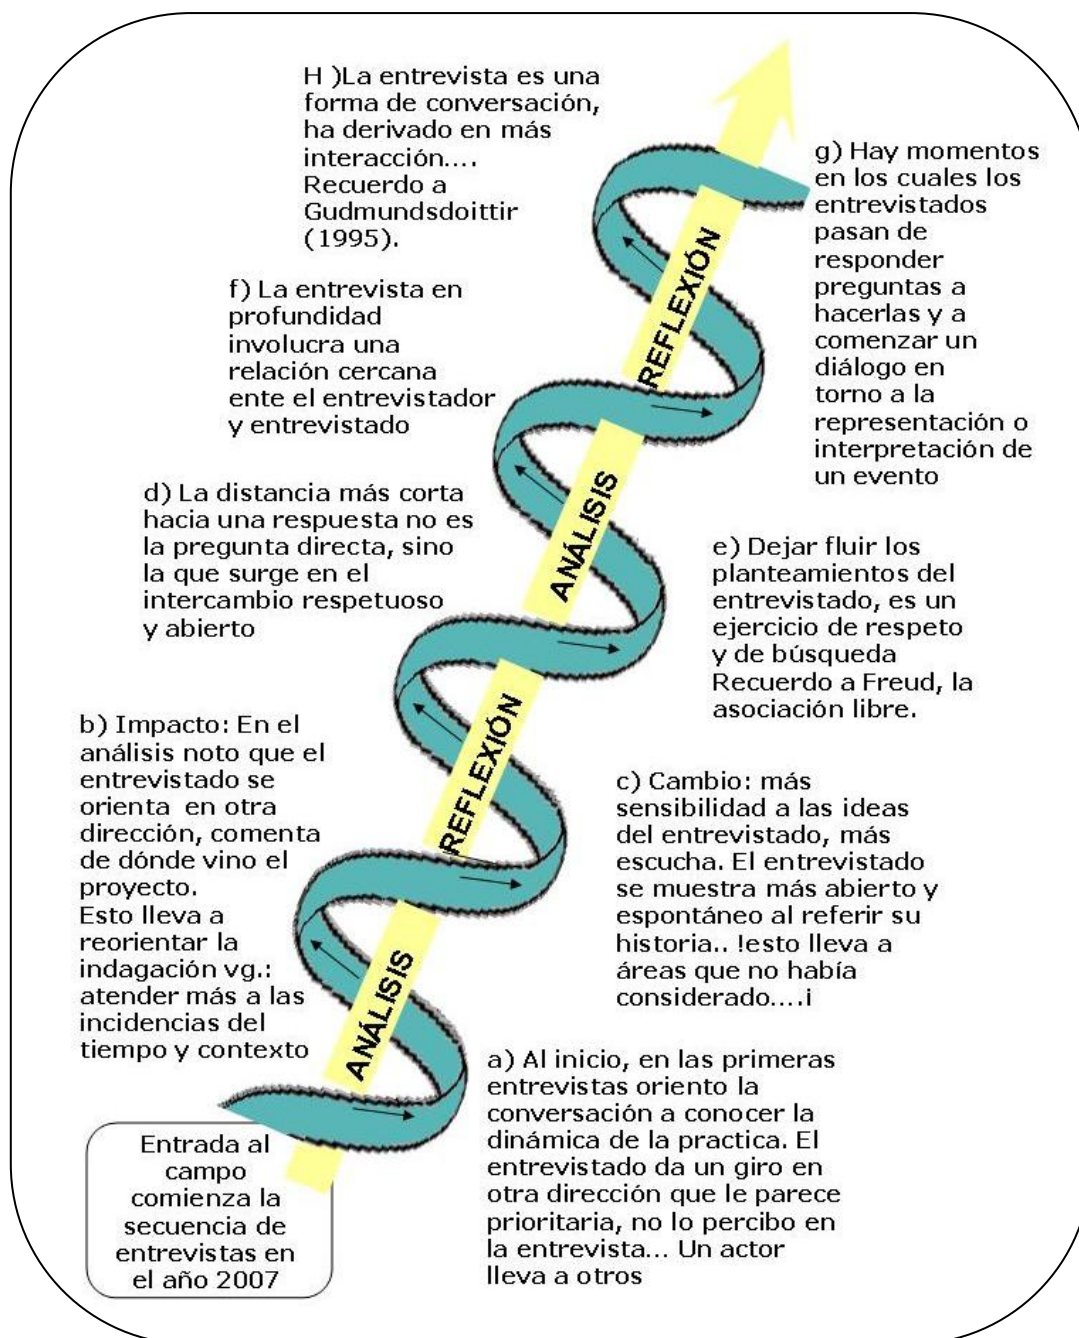 H )La entrevista es una
forma de conversación,
ha derivado en más
interacción....
Recuerdo a
Gudmundsdoittir
(1995).
g) Hay momentos
en los cuales los
entrevistados
pasan de
responder
preguntas a
hacerlas y a
comenzar un
diálogo en
torno a la
representación o
interpretación de
un evento
REFLEXIÓN
f) La entrevista en
profundidad
involucra una
relación cercana
ente el entrevistador
y entrevistado
ANÁLISIS
d) La distancia más corta
hacia una respuesta no es
la pregunta directa, sino
la que surge en el
intercambio respetuoso
y abierto
e) Dejar fluir los
planteamientos del
entrevistado, es un
ejercicio de respeto
y de búsqueda
Recuerdo a Freud, la
asociación libre.
REFLEXIÓN
b) Impacto: En el
análisis noto que el
entrevistado se
orienta en otra
dirección, comenta
de dónde vino el
proyecto.
Esto lleva a
reorientar la
indagación vg.:
atender más a las
incidencias del
tiempo y contexto
c) Cambio: más
sensibilidad a las ideas
del entrevistado, más
escucha. El entrevistado
se muestra más abierto y
espontáneo al referir su
historia.. !esto lleva a
áreas que no había
considerado....i
ANÁLISIS
a) Al inicio, en las primeras
entrevistas oriento la
conversación a conocer la
dinámica de la practica. El
entrevistado da un giro en
otra dirección que le parece
prioritaria, no lo percibo en
la entrevista... Un actor
lleva a otros
Entrada al
campo
comienza la
secuencia de
entrevistas en
el año 2007